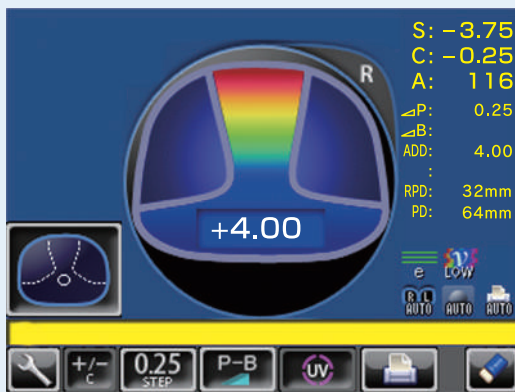 S: -3.75
C: -0.25
A: 116
R
⊿P: 0.25
⊿B:
ADD: 4.00
:
RPD: 32mm
PD: 64mm
+4.00
e
ν
LOW
R L
AUTO
AUTO
AUTO
+/-
C
0.25
STEP
P-B
UV